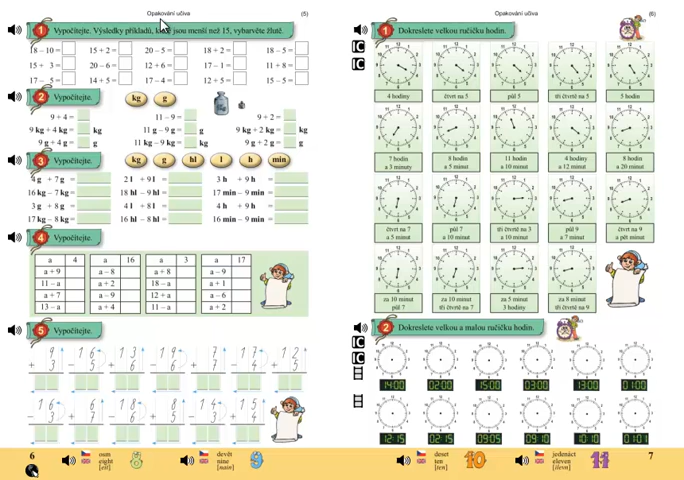 Opakování učiva
(5)
1 Vypočítejte. Výsledky příkladů, které jsou menší než 15, vybarvěte žlutě.
18 – 10 = 15 + 2 = 20 – 5 = 18 + 2 = 18 – 5 =
15 + 3 = 20 – 6 = 12 + 6 = 17 – 1 = 11 + 8 =
17 – 5 = 14 + 5 = 17 – 4 = 12 + 5 = 15 – 5 =
2 Vypočítejte. kg g
9 + 4 = 11 – 9 = 9 + 2 =
9 kg + 4 kg = kg 11 g – 9 g = g 9 kg + 2 kg = kg
9 g + 4 g = g 11 kg – 9 kg = kg 9 g + 2 g = g
3 Vypočítejte. kg g hl l h min
4 g + 7 g = 2 l + 9 l = 3 h + 9 h =
16 kg – 7 kg = 18 hl – 9 hl = 17 min – 9 min =
3 g + 8 g = 4 l + 8 l = 4 h + 9 h =
17 kg – 8 kg = 16 hl – 8 hl = 16 min – 9 min =
4 Vypočítejte.
a 4 a 16 a 3 a 17
a + 9 a – 8 a + 8 a – 9
11 – a a + 2 18 – a a + 1
a + 7 a – 9 12 + a a – 6
13 – a a + 4 11 – a a + 2
5 Vypočítejte.
6
osm
eight
[eit]
8
devět
nine
[nain]
9
Opakování učiva
(6)
1 Dokreslete velkou ručičku hodin.
4 hodiny čtvrt na 5 půl 5 tři čtvrtě na 5 5 hodin
7 hodin 8 hodin 11 hodin 4 hodiny 8 hodin
a 3 minuty a 5 minut a 10 minut a 12 minut a 20 minut
čtvrt na 7 půl 7 tři čtvrtě na 3 půl 9 čtvrt na 9
a 5 minut a 10 minut a 10 minut a 7 minut a pět minut
za 10 minut za 10 minut za 5 minut za 8 minut
půl 7 tři čtvrtě na 7 3 hodiny tři čtvrtě na 9
2 Dokreslete velkou a malou ručičku hodin.
14:00 02:00 15:00 03:00 13:00 01:00
12:15 02:15 09:05 09:10 10:10 01:01
deset
ten
[ten]
10
jedenáct
eleven
[ilevn]
11
7